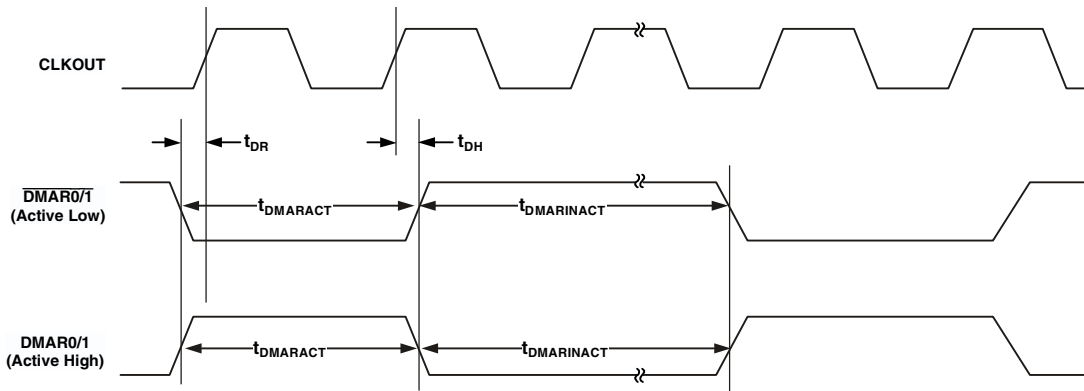 CLKOUT
tDR
tDH
DMAR0/1
(Active Low)
tDMARACT
tDMARINACT
DMAR0/1
(Active High)
tDMARACT
tDMARINACT